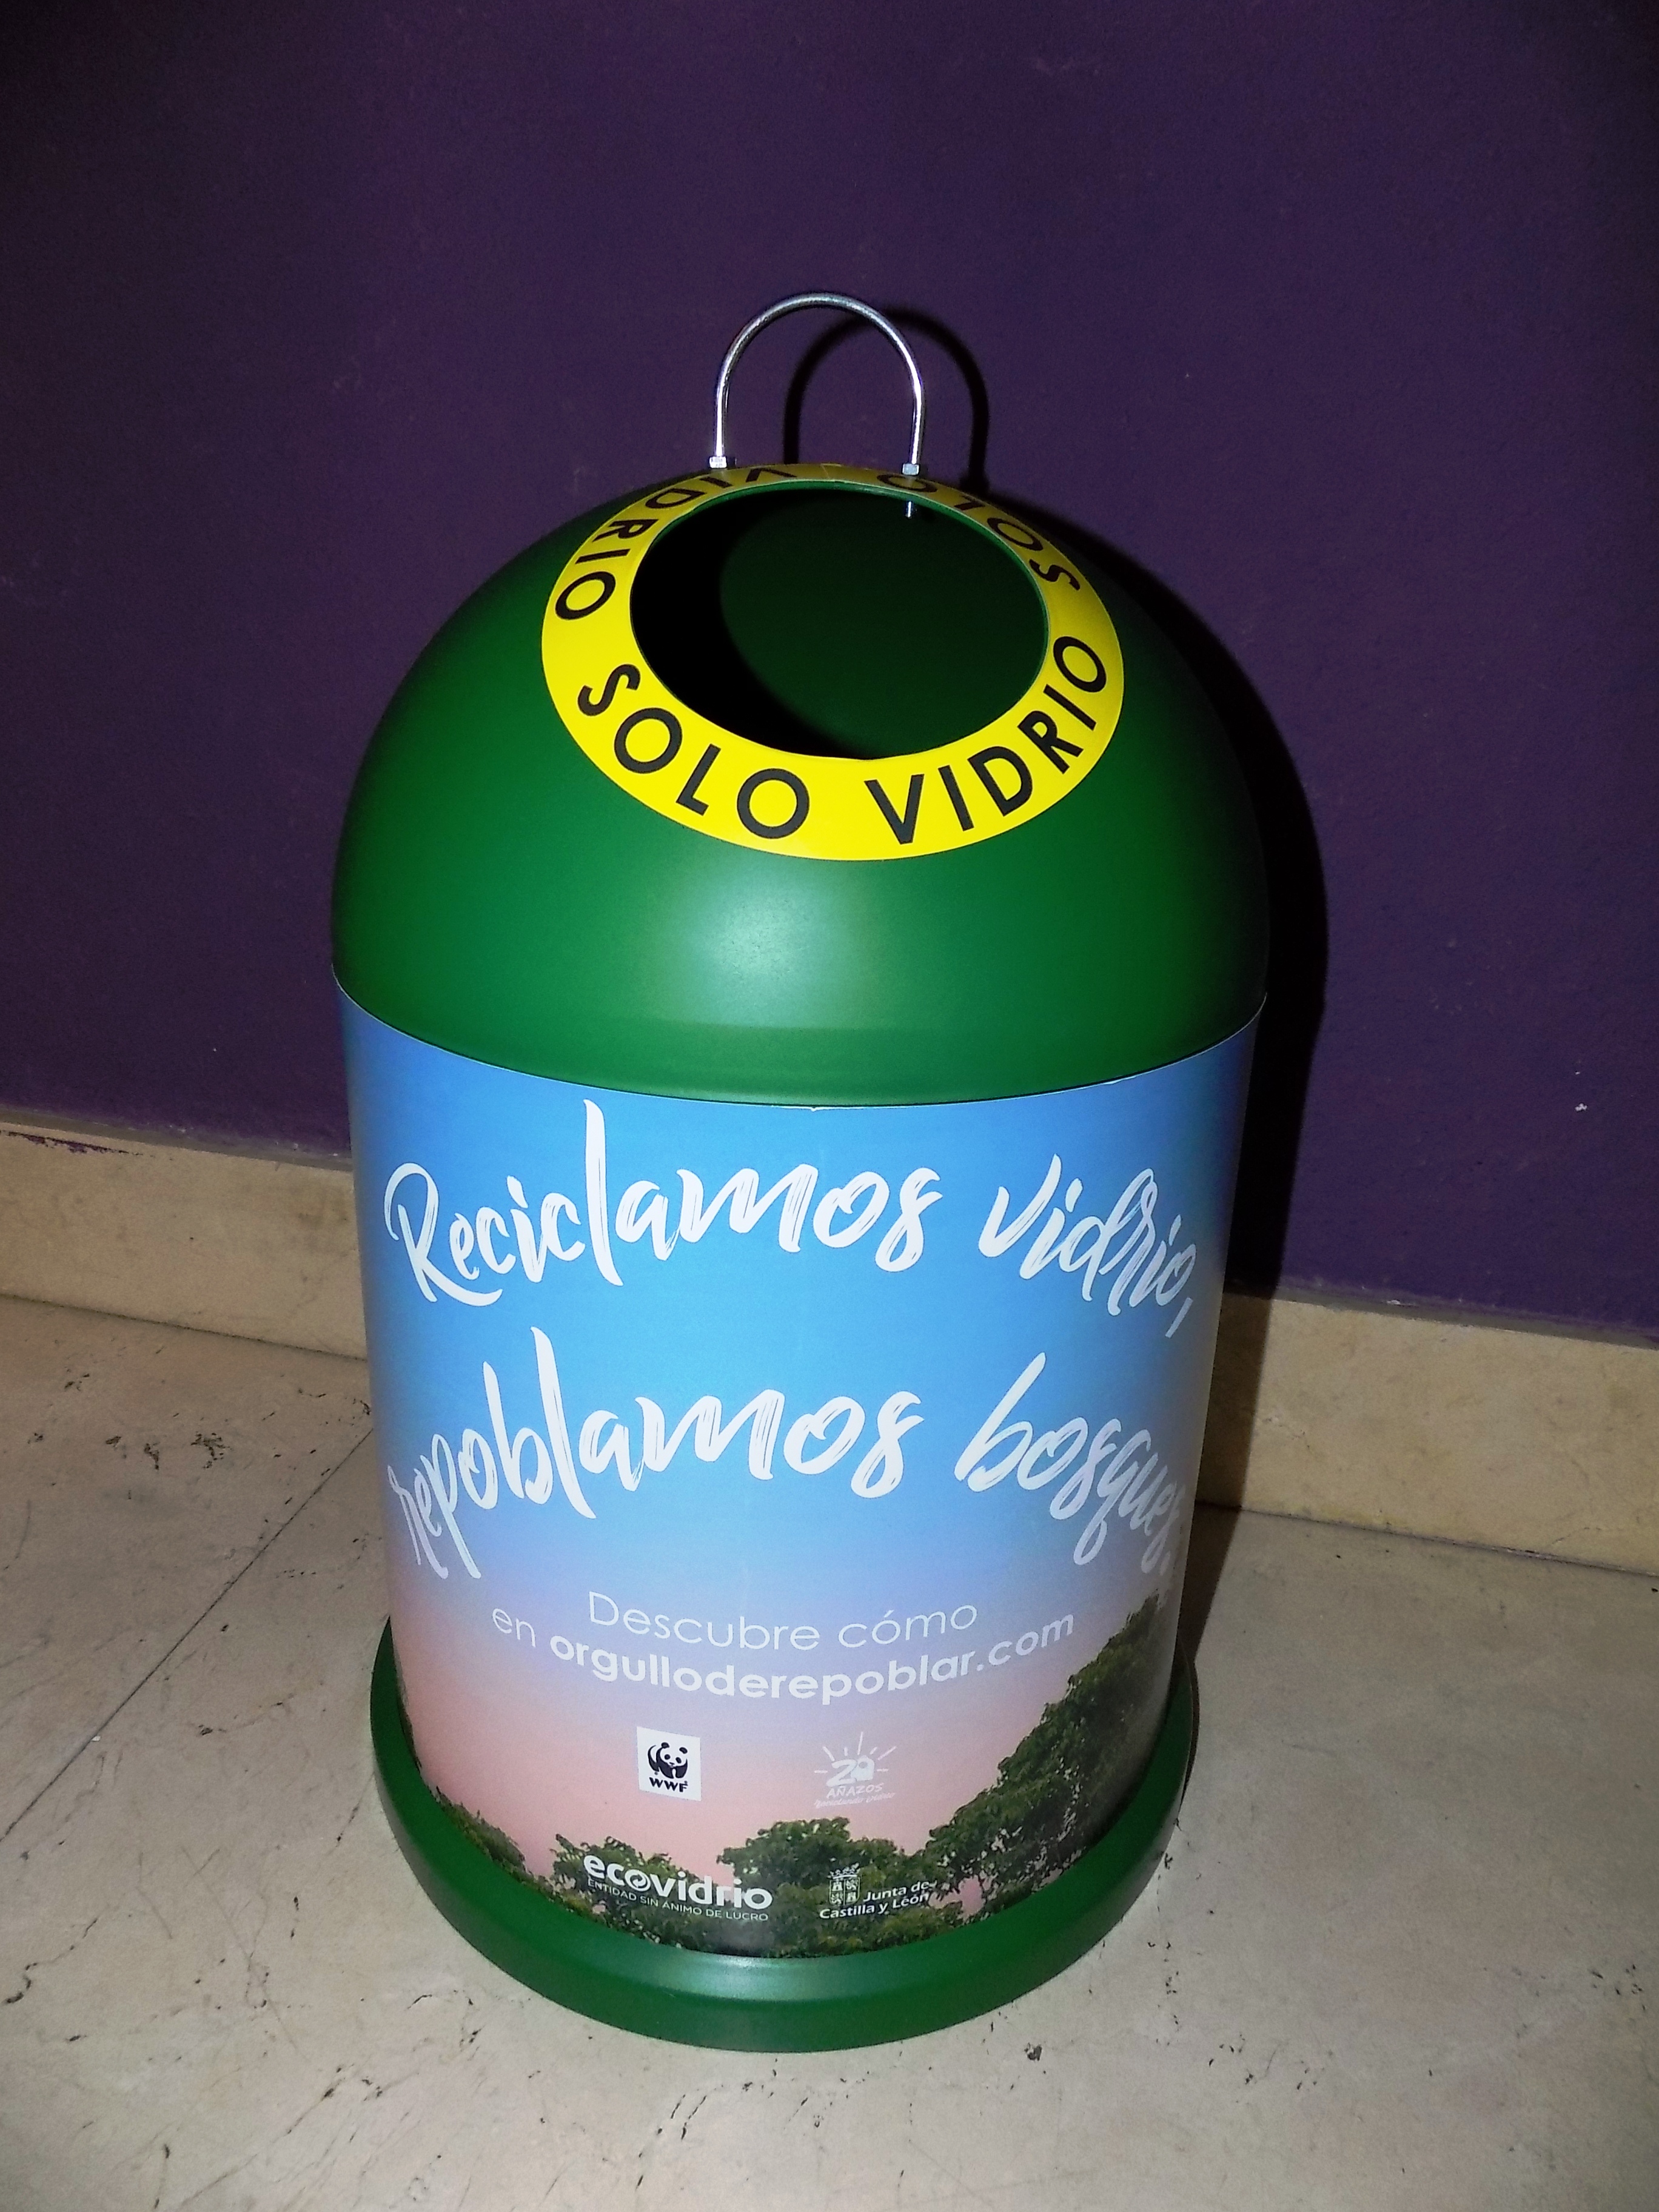 SOLO VIDRIO
SOLO VIDRIO
Reciclamos vidrio,
repoblamos bosques.
Descubre cómo
en orgulloderepoblar.com
WWF
20
AÑAZOS
ecovidrio
ENTIDAD SIN ÁNIMO DE LUCRO
Junta de
Castilla y León